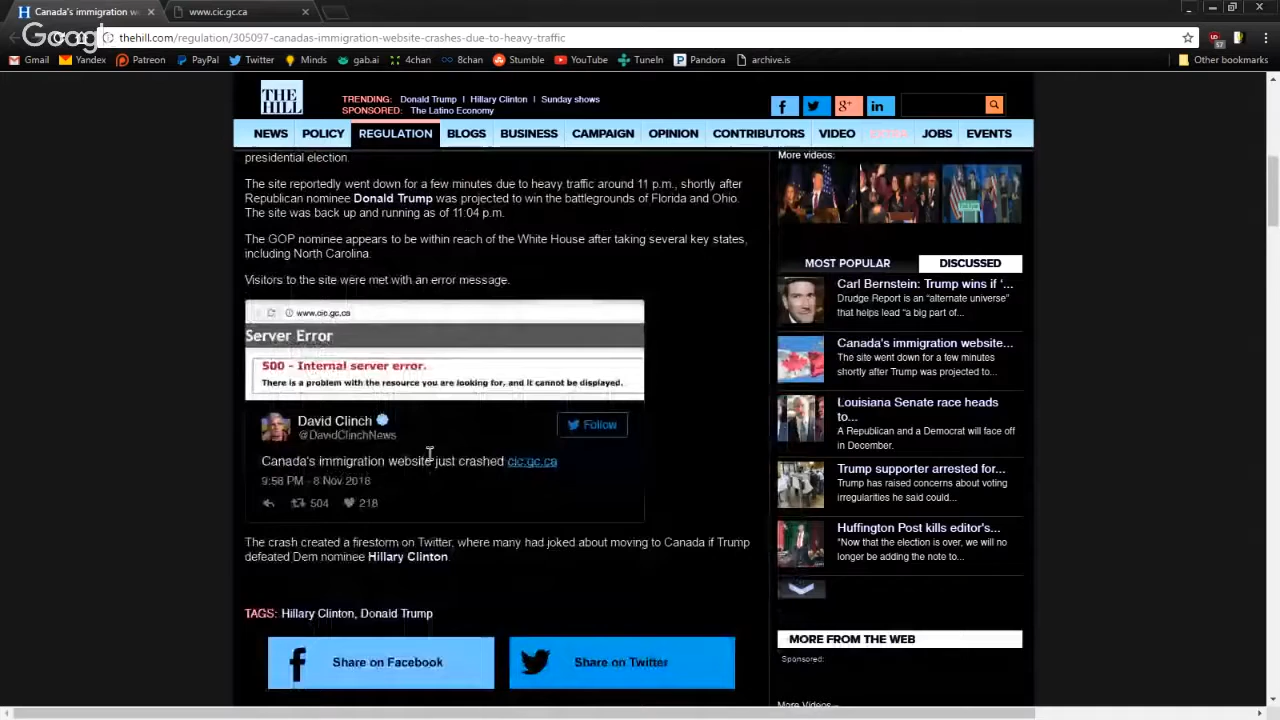 Canada's immigration w
www.cic.gc.ca
Google
thehill.com/regulation/305097-canadas-immigration-website-crashes-due-to-heavy-traffic
57
Gmail
Yandex
Patreon
PayPal
Twitter
Minds
gab.ai
4chan
8chan
Stumble
YouTube
TuneIn
Pandora
archive.is
Other bookmarks
THE
HILL
TRENDING: Donald Trump | Hillary Clinton | Sunday shows
SPONSORED: The Latino Economy
NEWS POLICY REGULATION BLOGS BUSINESS CAMPAIGN OPINION CONTRIBUTORS VIDEO JOBS EVENTS
presidential election.
The site reportedly went down for a few minutes due to heavy traffic around 11 p.m., shortly after
Republican nominee Donald Trump was projected to win the battlegrounds of Florida and Ohio.
The site was back up and running as of 11:04 p.m.
The GOP nominee appears to be within reach of the White House after taking several key states,
including North Carolina.
Visitors to the site were met with an error message.
www.cic.gc.ca
Server Error
500 - Internal server error.
There is a problem with the resource you are looking for, and it cannot be displayed.
David Clinch
@DavidClinchNews
Follow
Canada's immigration website just crashed cic.gc.ca
9:58 PM - 8 Nov 2016
504 218
The crash created a firestorm on Twitter, where many had joked about moving to Canada if Trump
defeated Dem nominee Hillary Clinton.
TAGS: Hillary Clinton, Donald Trump
Share on Facebook
Share on Twitter
More videos:
MOST POPULAR
DISCUSSED
Carl Bernstein: Trump wins if ‘...
Drudge Report is an “alternate universe”
that helps lead “a big part of...
Canada's immigration website...
The site went down for a few minutes
shortly after Trump was projected to...
Louisiana Senate race heads
to...
A Republican and a Democrat will face off
in December.
Trump supporter arrested for...
Trump has raised concerns about voting
irregularities he said could...
Huffington Post kills editor's...
"Now that the election is over, we will no
longer be adding the note to...
MORE FROM THE WEB
Sponsored:
More Videos